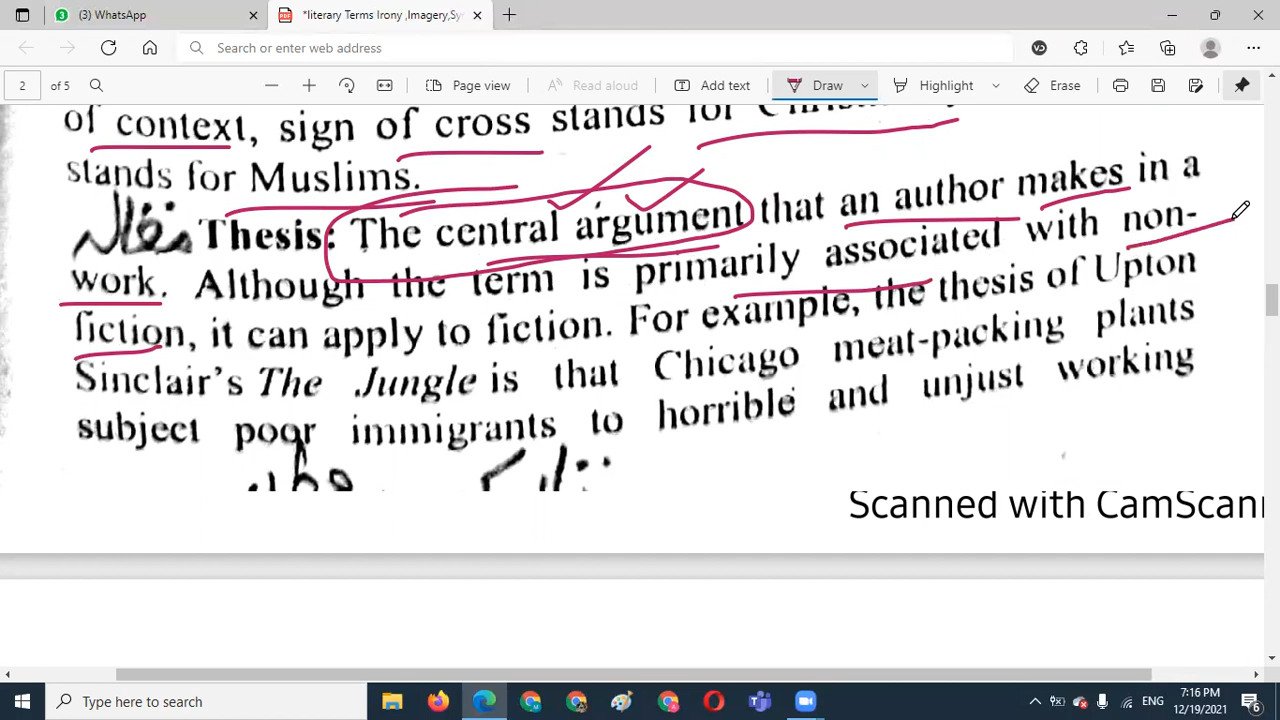 (3) WhatsApp
*literary Terms Irony ,Imagery,Sy
Search or enter web address
2 of 5
Page view
Read aloud
Add text
Draw
Highlight
Erase
of context, sign of cross stands for
stands for Muslims.
مقالہ Thesis: The central argument that an author makes in a
work. Although the term is primarily associated with non-
fiction, it can apply to fiction. For example, the thesis of Upton
Sinclair's The Jungle is that Chicago meat-packing plants
subject poor immigrants to horrible and unjust working
Scanned with CamScann
Type here to search
ENG
7:16 PM
12/19/2021
6